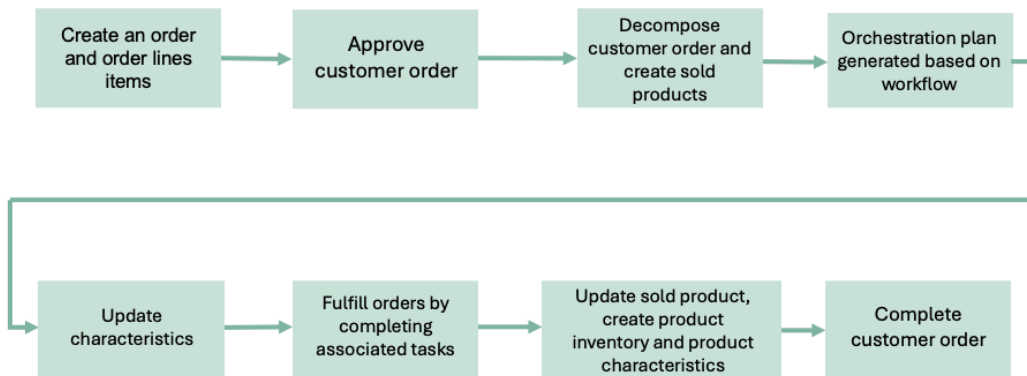 Create an order
and order lines
items
Approve
customer order
Decompose
customer order and
create sold
products
Orchestration plan
generated based on
workflow
Update
characteristics
Fulfill orders by
completing
associated tasks
Update sold product,
create product
inventory and product
characteristics
Complete
customer order